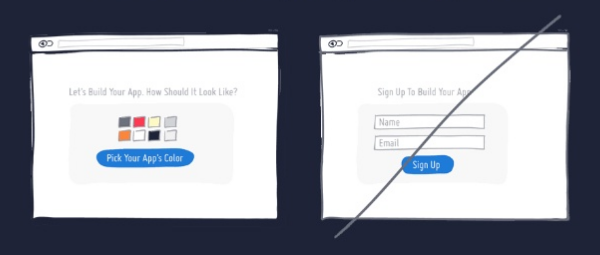 Let's Build Your App. How Should It Look Like?
Pick Your App's Color
Sign Up To Build Your App
Name
Email
Sign Up